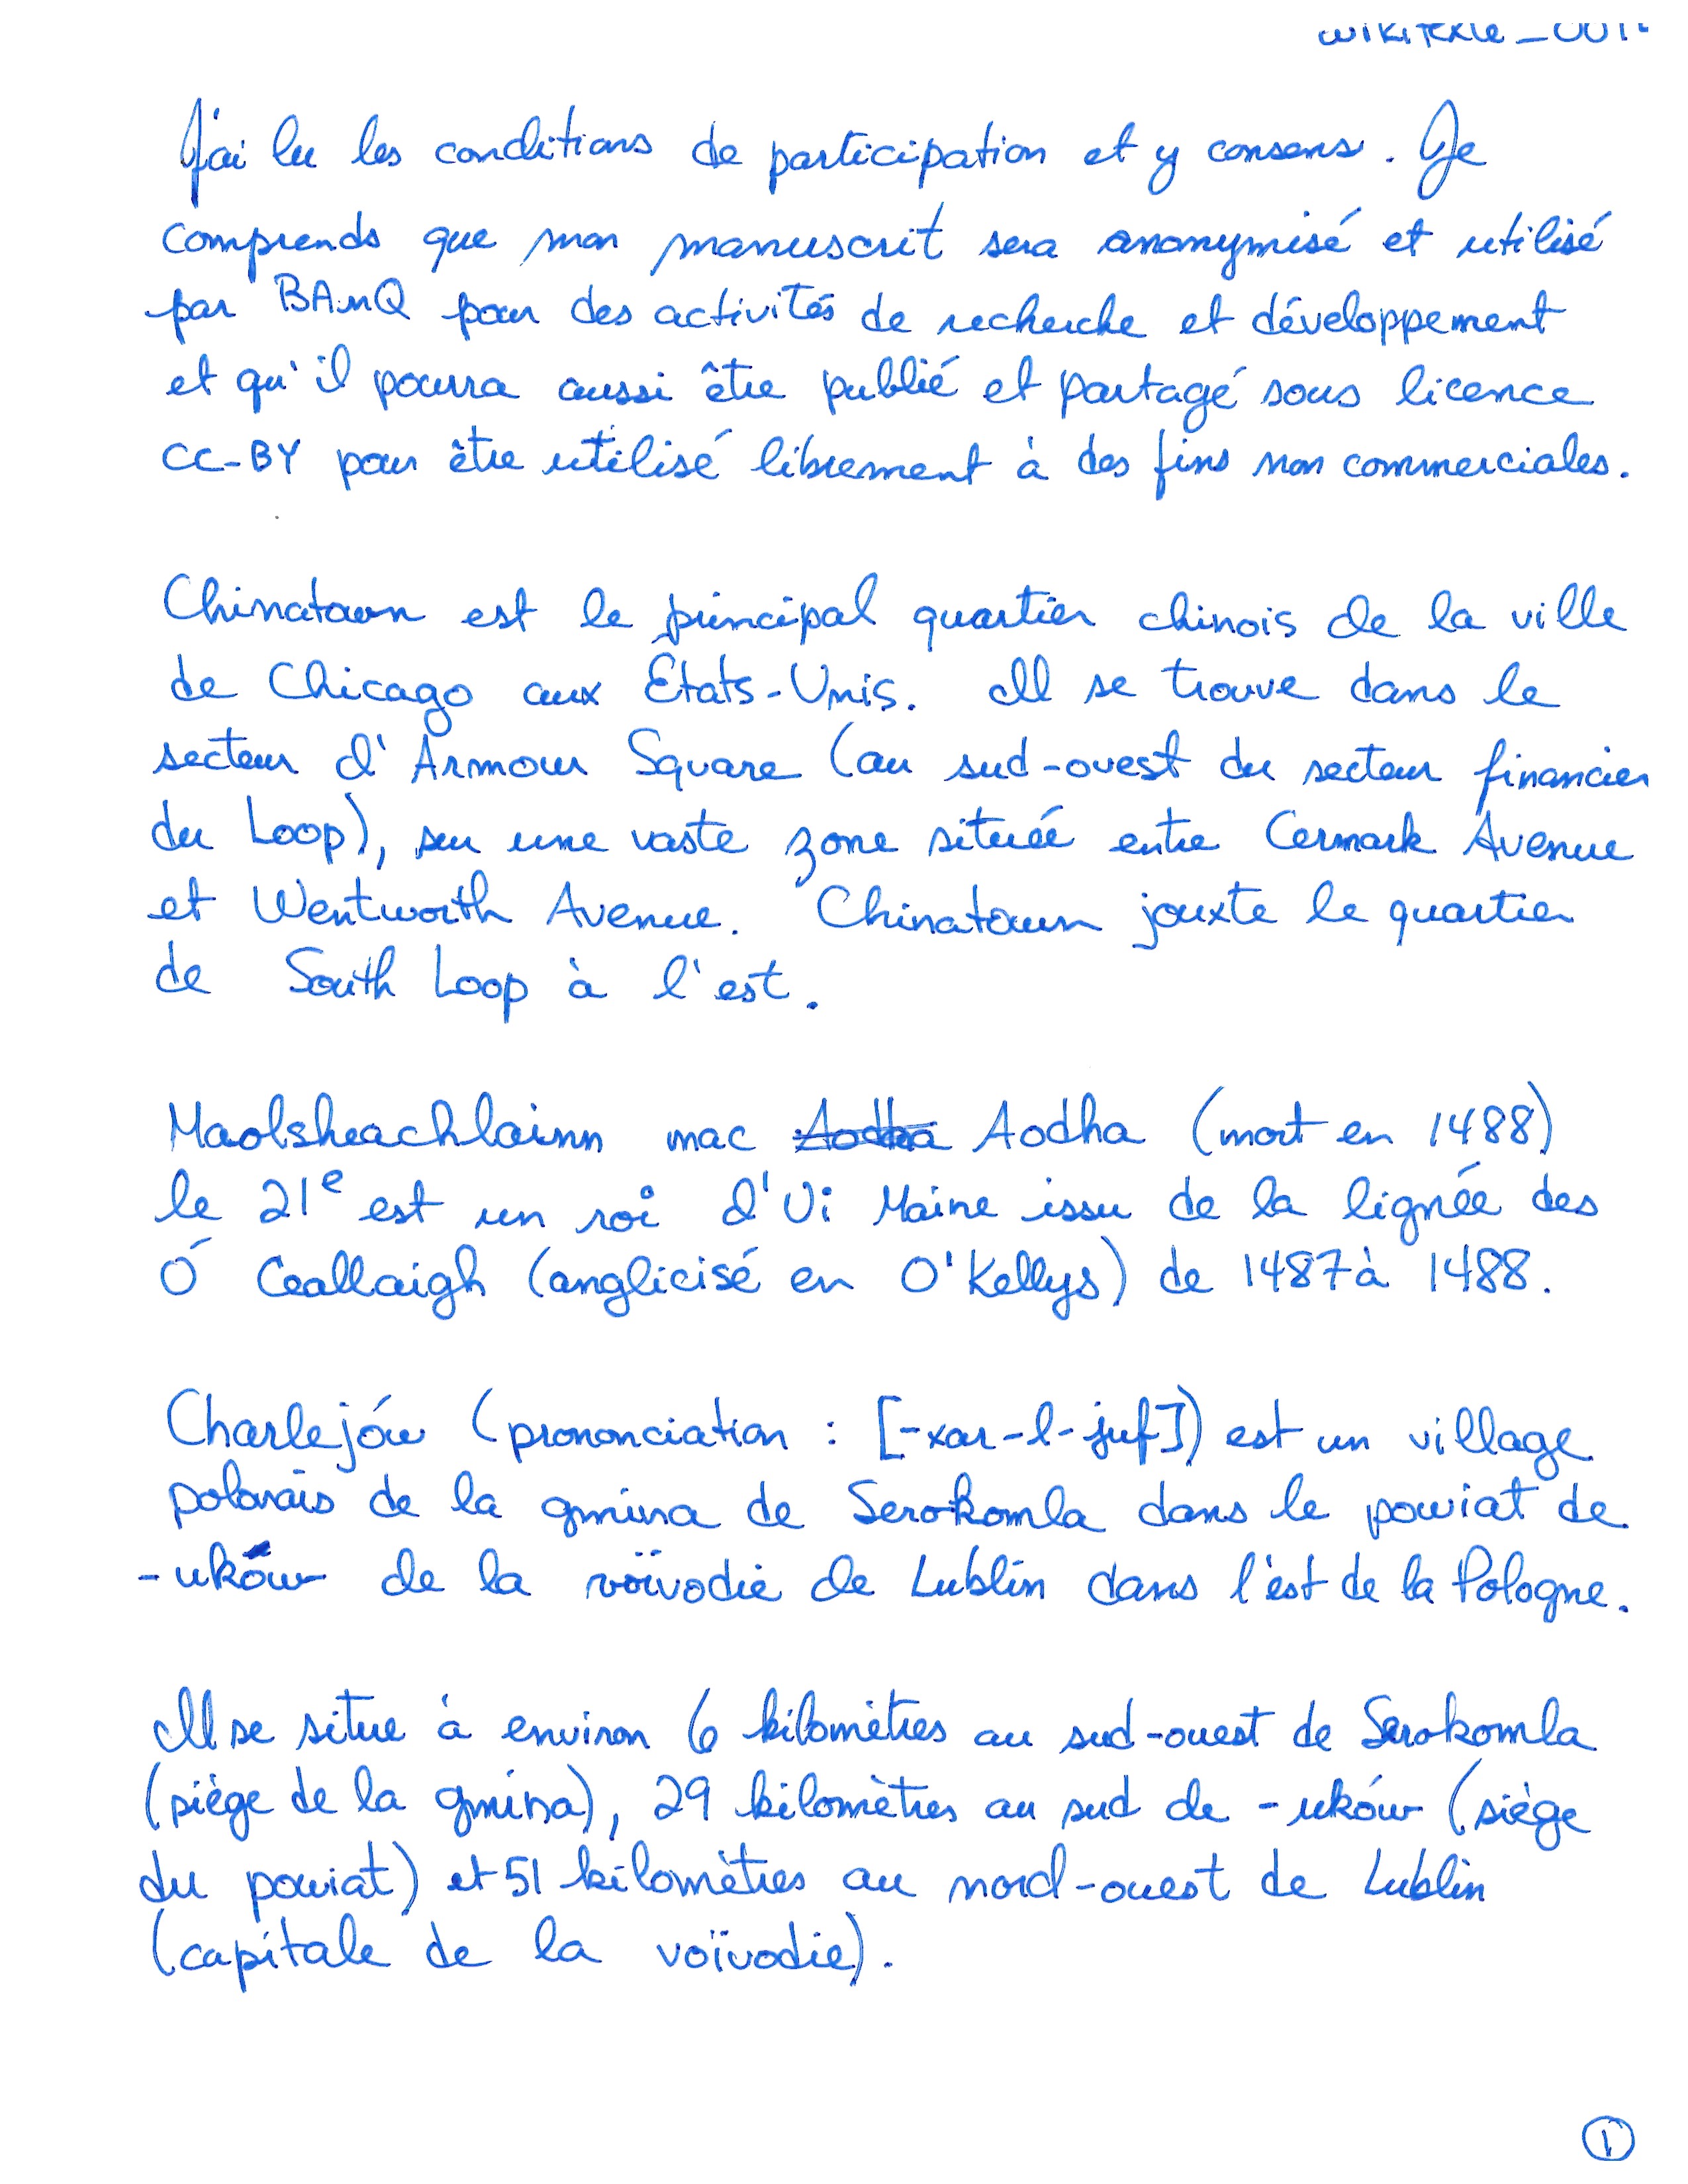 J'ai lu les conditions de participation et y consens. Je
comprends que mon manuscrit sera anonymisé et utilisé
par BAnQ pour des activités de recherche et développement
et qu'il pourra aussi être publié et partagé sous licence
CC-BY pour être utilisé librement à des fins non commerciales.
Chinatown est le principal quartier chinois de la ville
de Chicago aux États-Unis. Il se trouve dans le
secteur d'Armour Square (au sud-ouest du secteur financier
du Loop), sur une vaste zone située entre Cermark Avenue
et Wentworth Avenue. Chinatown jouxte le quartier
de South Loop à l'est.
Maolsheachlainn mac Aodha (mort en 1488)
le 21e est un roi d'Ui Maine issu de la lignée des
Ó Ceallaigh (anglicisé en O'Kellys) de 1487 à 1488.
Charlejów (prononciation : [-xar-l-juf]) est un village
polonais de la gmina de Serokomla dans le powiat de
-uków de la voïvodie de Lublin dans l'est de la Pologne.
Il se situe à environ 6 kilomètres au sud-ouest de Serokomla
(siège de la gmina), 29 kilomètres au sud de -uków (siège
du powiat) et 51 kilomètres au nord-ouest de Lublin
(capitale de la voïvodie).
1